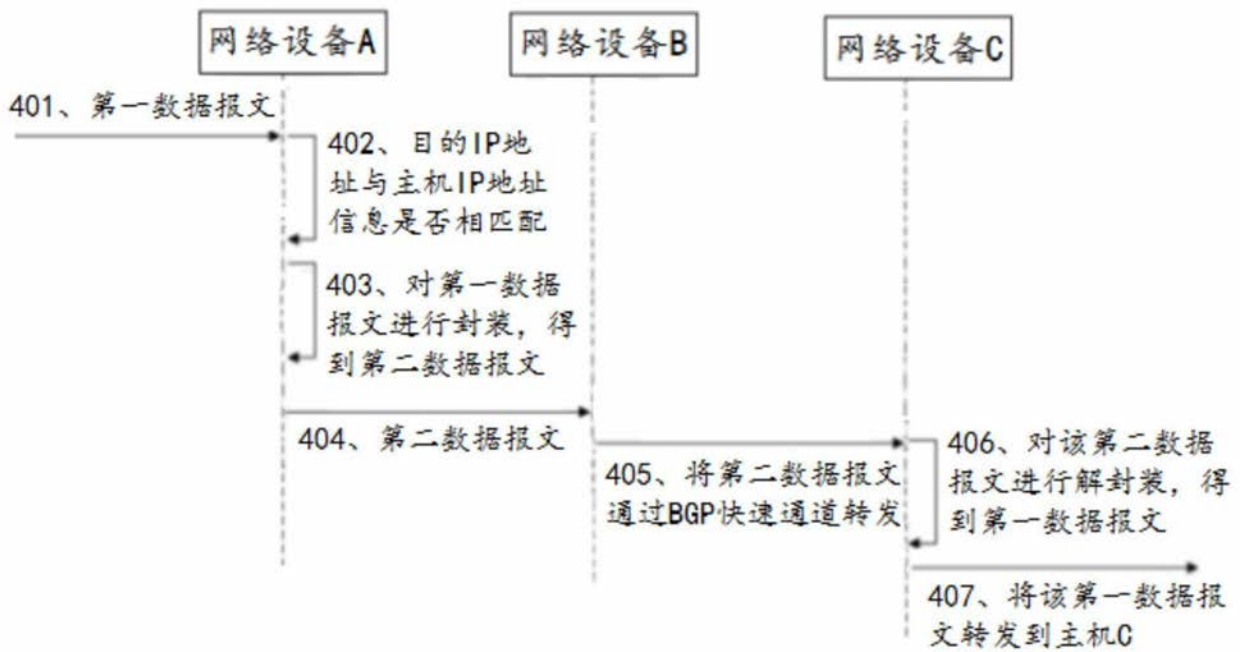 网络设备A
网络设备B
网络设备C
401、第一数据报文
402、目的IP地
址与主机IP地址
信息是否相匹配
403、对第一数据
报文进行封装，得
到第二数据报文
404、第二数据报文
405、将第二数据报文
通过BGP快速通道转发
406、对该第二数据
报文进行解封装，得
到第一数据报文
407、将该第一数据报
文转发到主机C